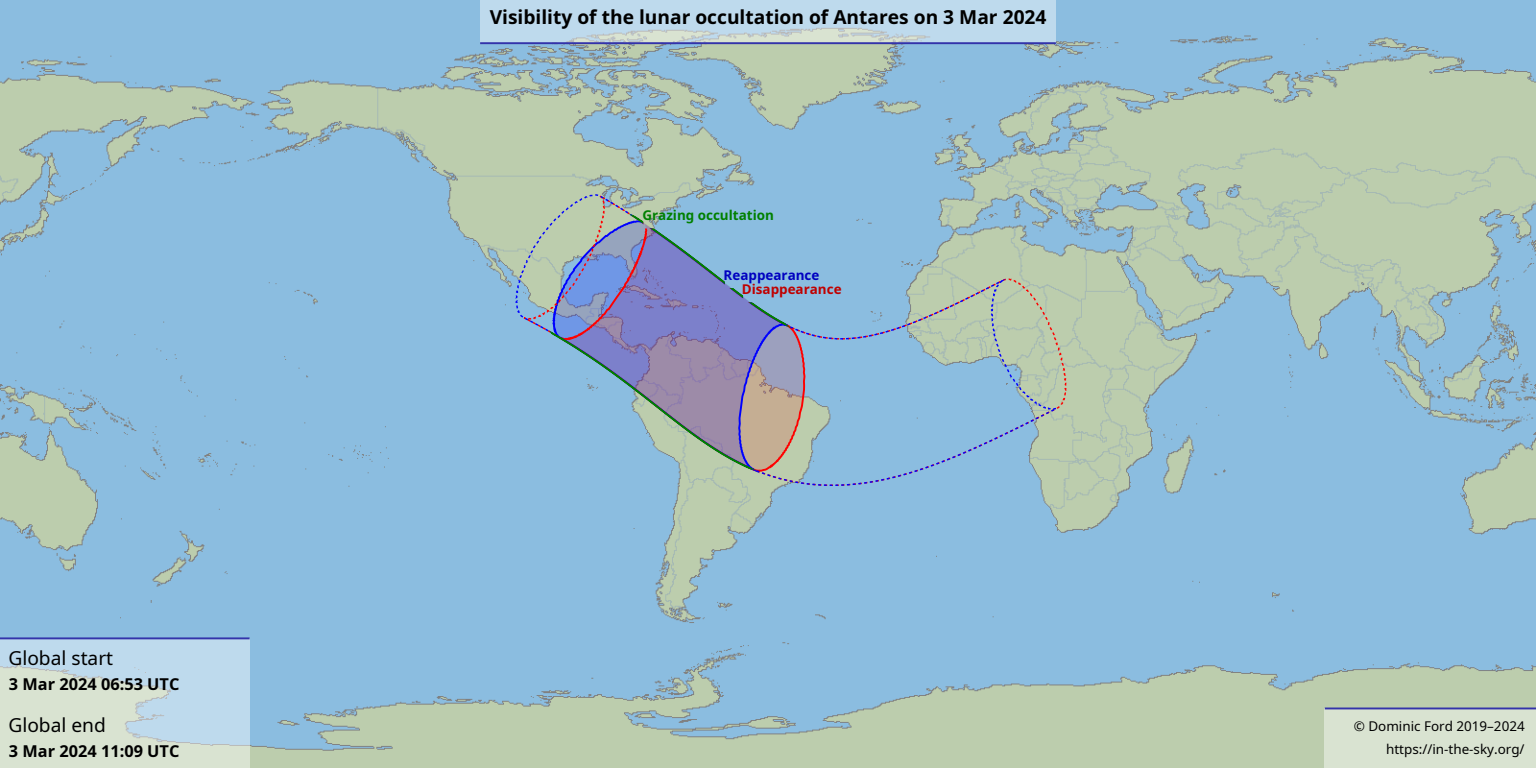 Visibility of the lunar occultation of Antares on 3 Mar 2024
Grazing occultation
Reappearance
Disappearance
Global start
3 Mar 2024 06:53 UTC
Global end
3 Mar 2024 11:09 UTC
© Dominic Ford 2019–2024
https://in-the-sky.org/